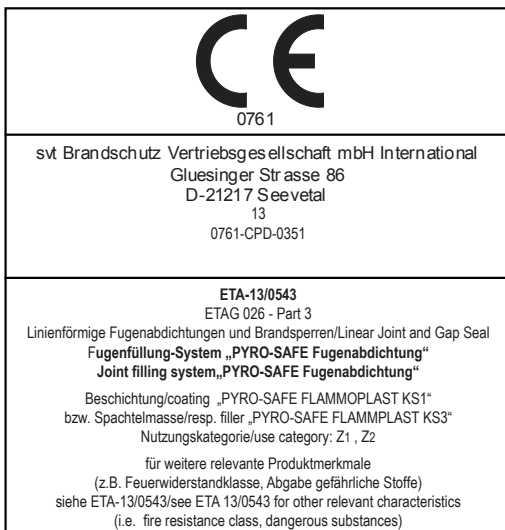 CE
0761
svt Brandschutz Vertriebsgesellschaft mbH International
Gluesinger Strasse 86
D-21217 Seevetal
13
0761-CPD-0351
ETA-13/0543
ETAG 026 - Part 3
Linienförmige Fugenabdichtungen und Brandsperren/Linear Joint and Gap Seal
Fugenfüllung-System „PYRO-SAFE Fugenabdichtung“
Joint filling system„PYRO-SAFE Fugenabdichtung“
Beschichtung/coating „PYRO-SAFE FLAMMOPLAST KS1“
bzw. Spachtelmasse/resp. filler „PYRO-SAFE FLAMMPLAST KS3“
Nutzungskategorie/use category: Z1 , Z2
für weitere relevante Produktmerkmale
(z.B. Feuerwiderstandklasse, Abgabe gefährliche Stoffe)
siehe ETA-13/0543/see ETA 13/0543 for other relevant characteristics
(i.e. fire resistance class, dangerous substances)